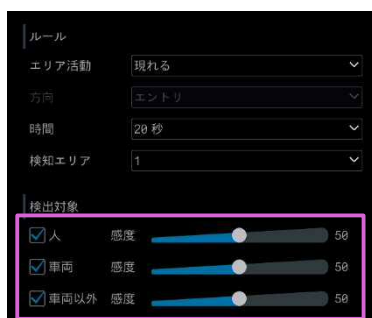 ルール
エリア活動 現れる
方向 エントリ
時間 20 秒
検知エリア 1
検出対象
人 感度 50
車両 感度 50
車両以外 感度 50